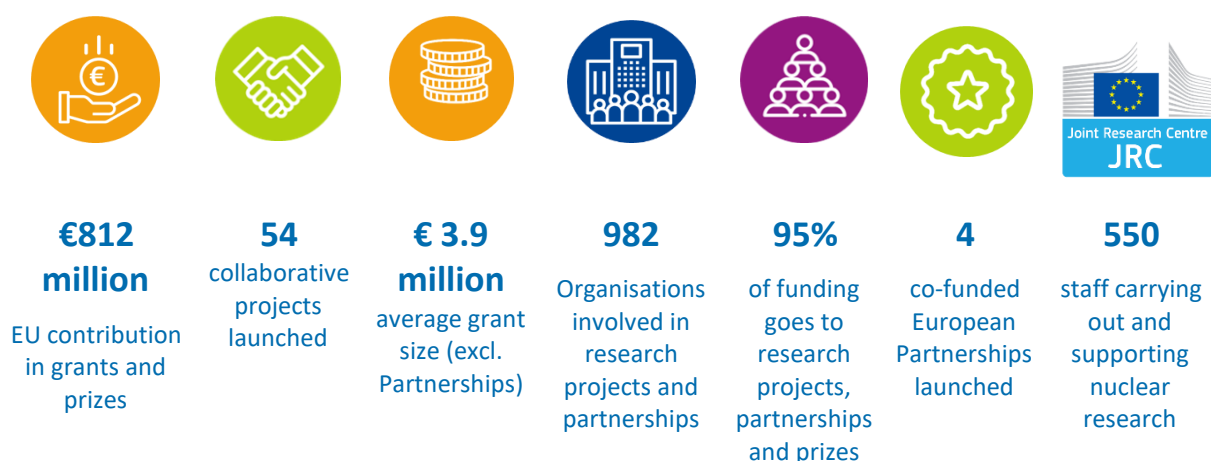 Joint Research Centre
JRC
€812
million
EU contribution
in grants and
prizes
54
collaborative
projects
launched
€ 3.9
million
average grant
size (excl.
Partnerships)
982
Organisations
involved in
research
projects and
partnerships
95%
of funding
goes to
research
projects,
partnerships
and prizes
4
co-funded
European
Partnerships
launched
550
staff carrying
out and
supporting
nuclear
research